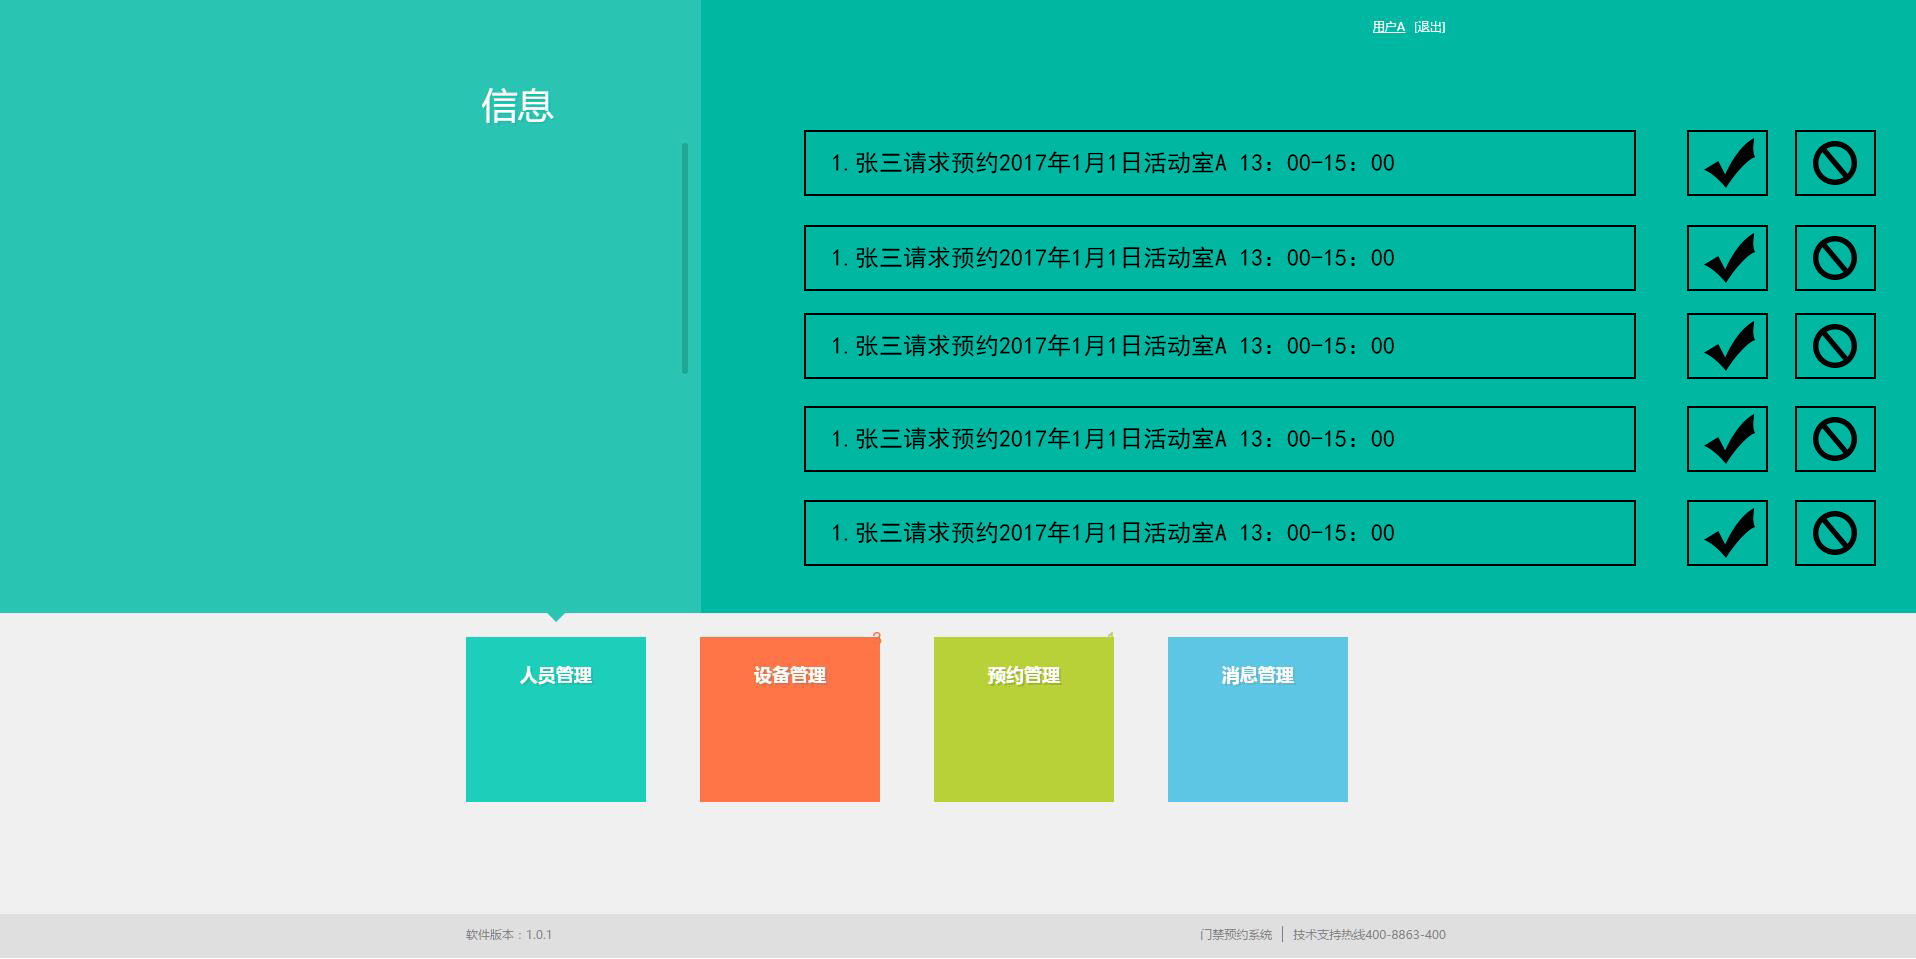 用户A [退出]
信息
1.张三请求预约2017年1月1日活动室A 13：00-15：00
1.张三请求预约2017年1月1日活动室A 13：00-15：00
1.张三请求预约2017年1月1日活动室A 13：00-15：00
1.张三请求预约2017年1月1日活动室A 13：00-15：00
1.张三请求预约2017年1月1日活动室A 13：00-15：00
人员管理
设备管理
预约管理
消息管理
软件版本：1.0.1
门禁预约系统 | 技术支持热线400-8863-400